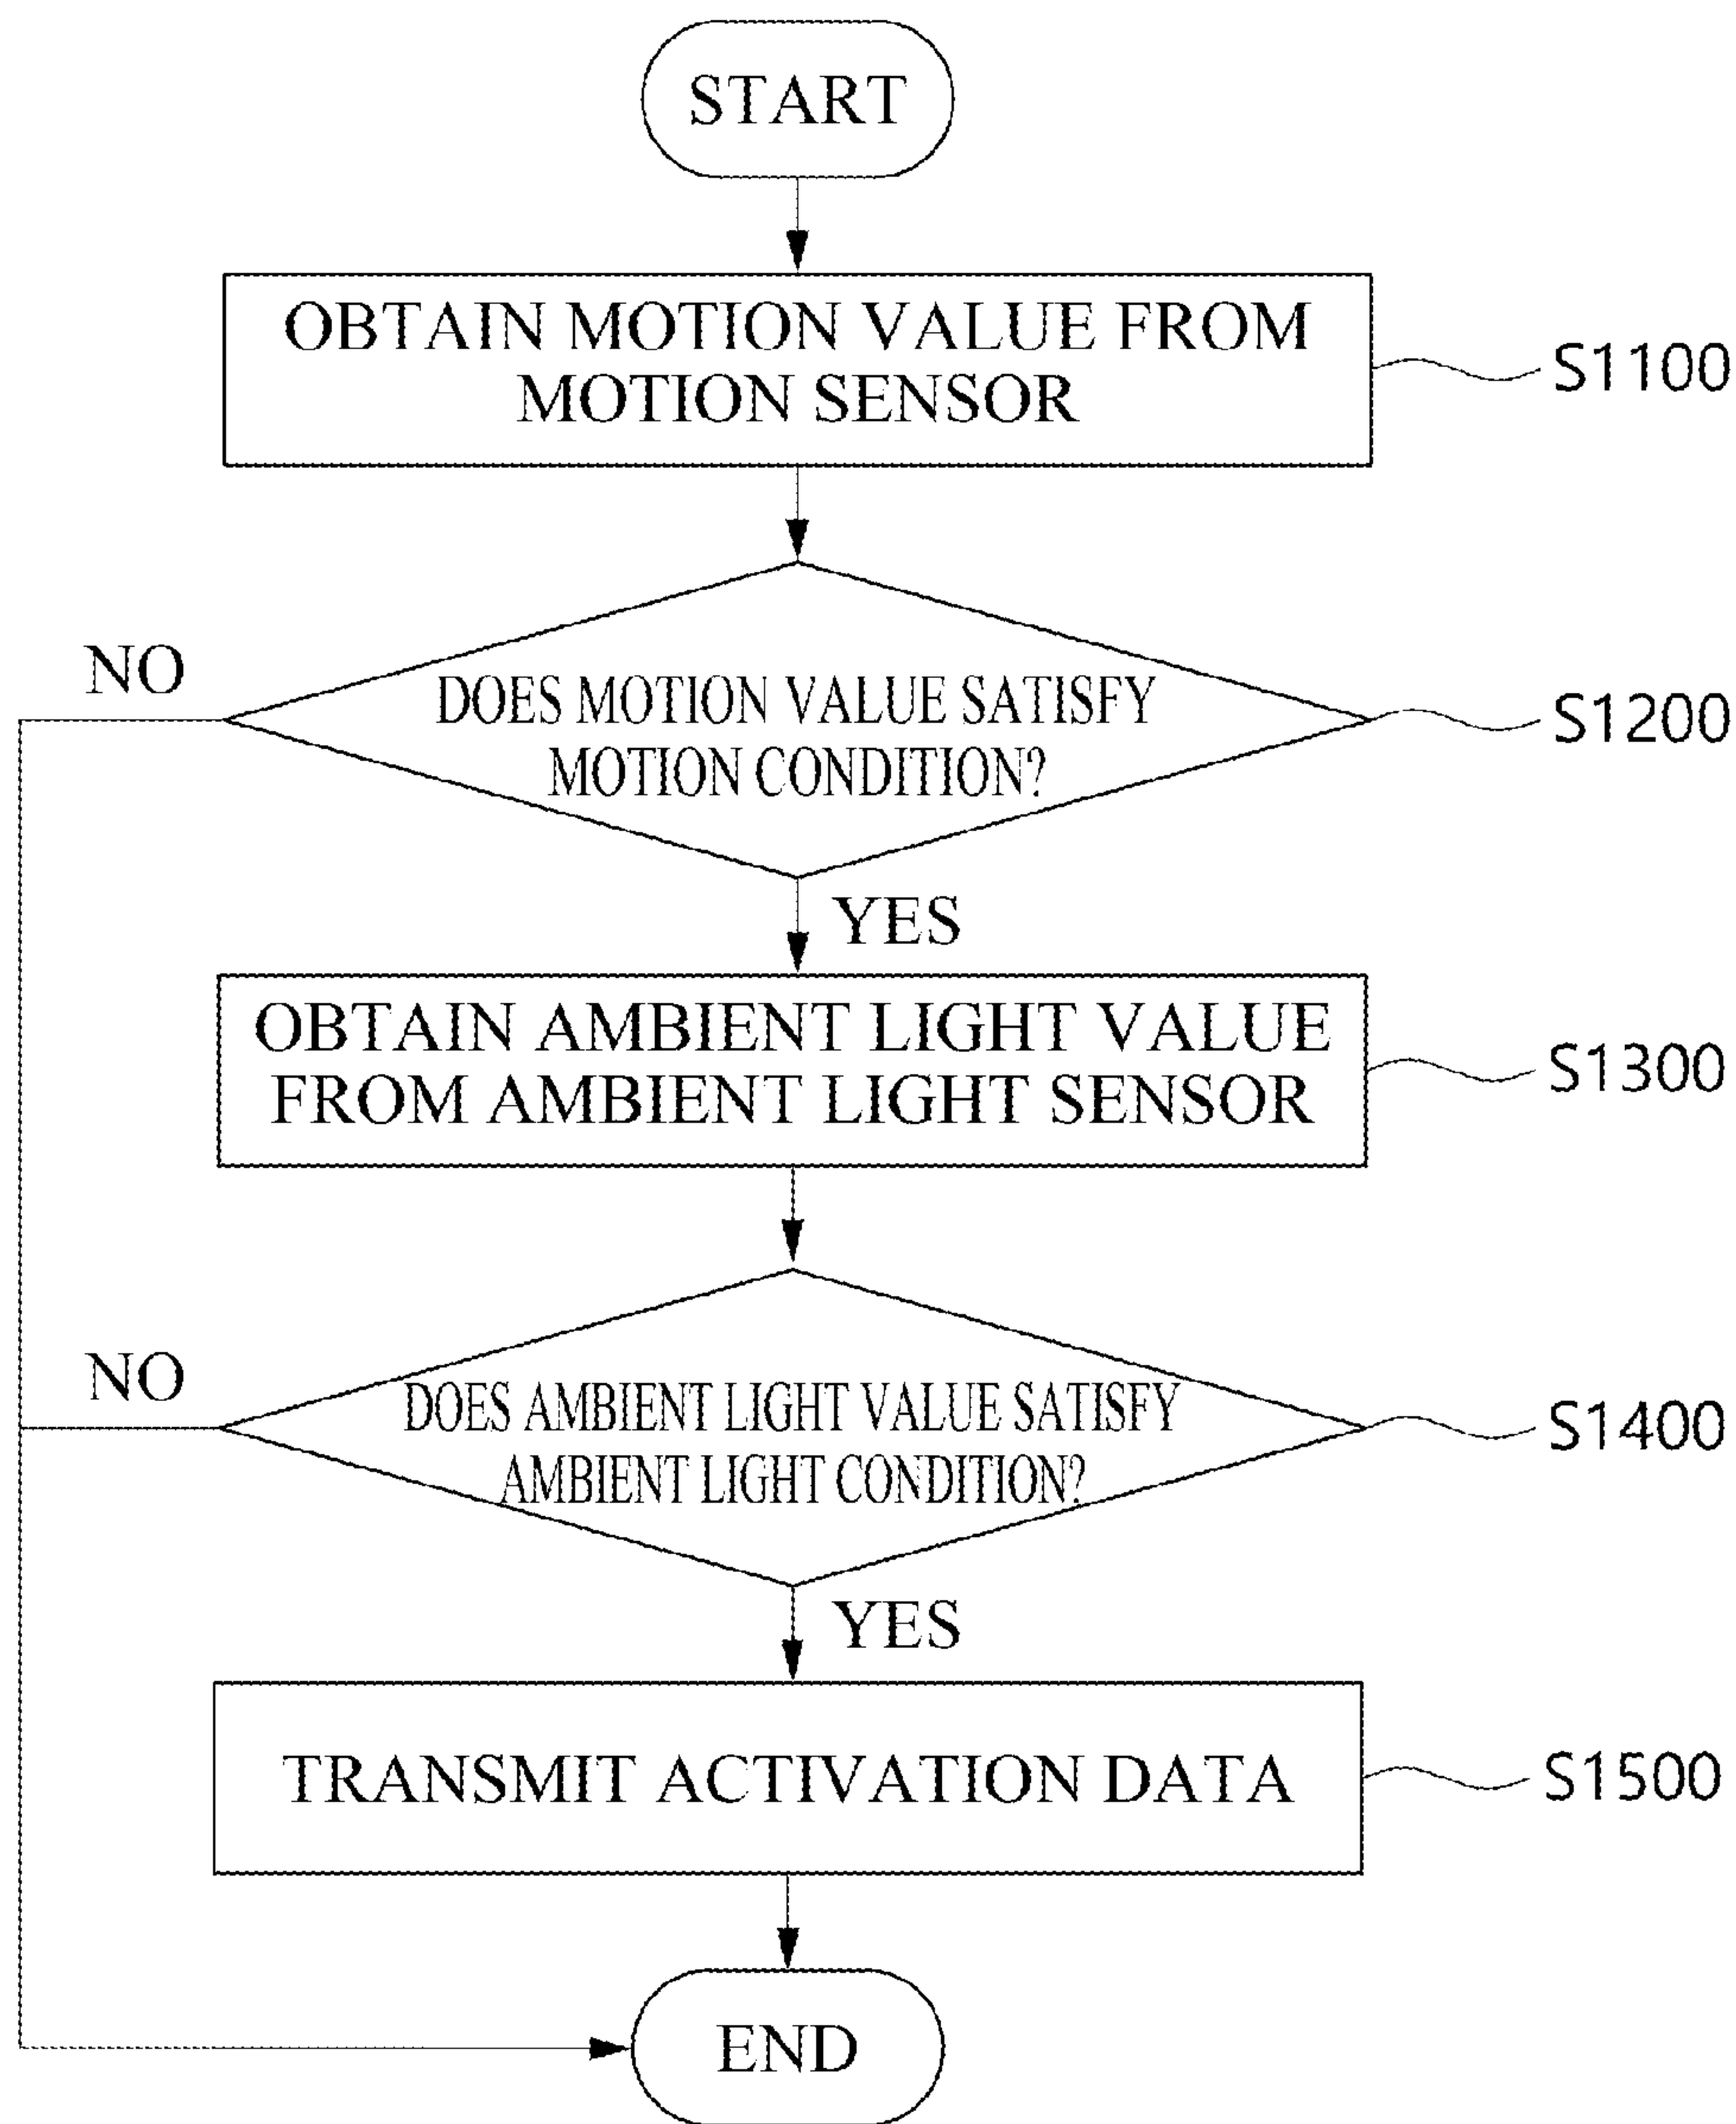 START
OBTAIN MOTION VALUE FROM
MOTION SENSOR
S1100
NO
DOES MOTION VALUE SATISFY
MOTION CONDITION?
S1200
YES
OBTAIN AMBIENT LIGHT VALUE
FROM AMBIENT LIGHT SENSOR
S1300
NO
DOES AMBIENT LIGHT VALUE SATISFY
AMBIENT LIGHT CONDITION?
S1400
YES
TRANSMIT ACTIVATION DATA
S1500
END